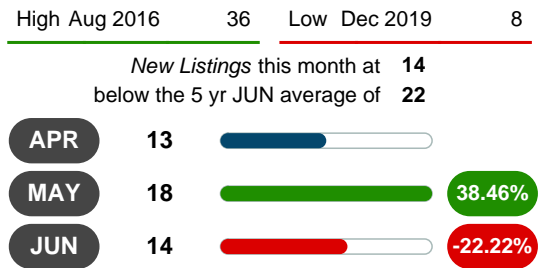 High Aug 2016 36 Low Dec 2019 8
New Listings this month at 14
below the 5 yr JUN average of 22
APR 13
MAY 18 38.46%
JUN 14 -22.22%